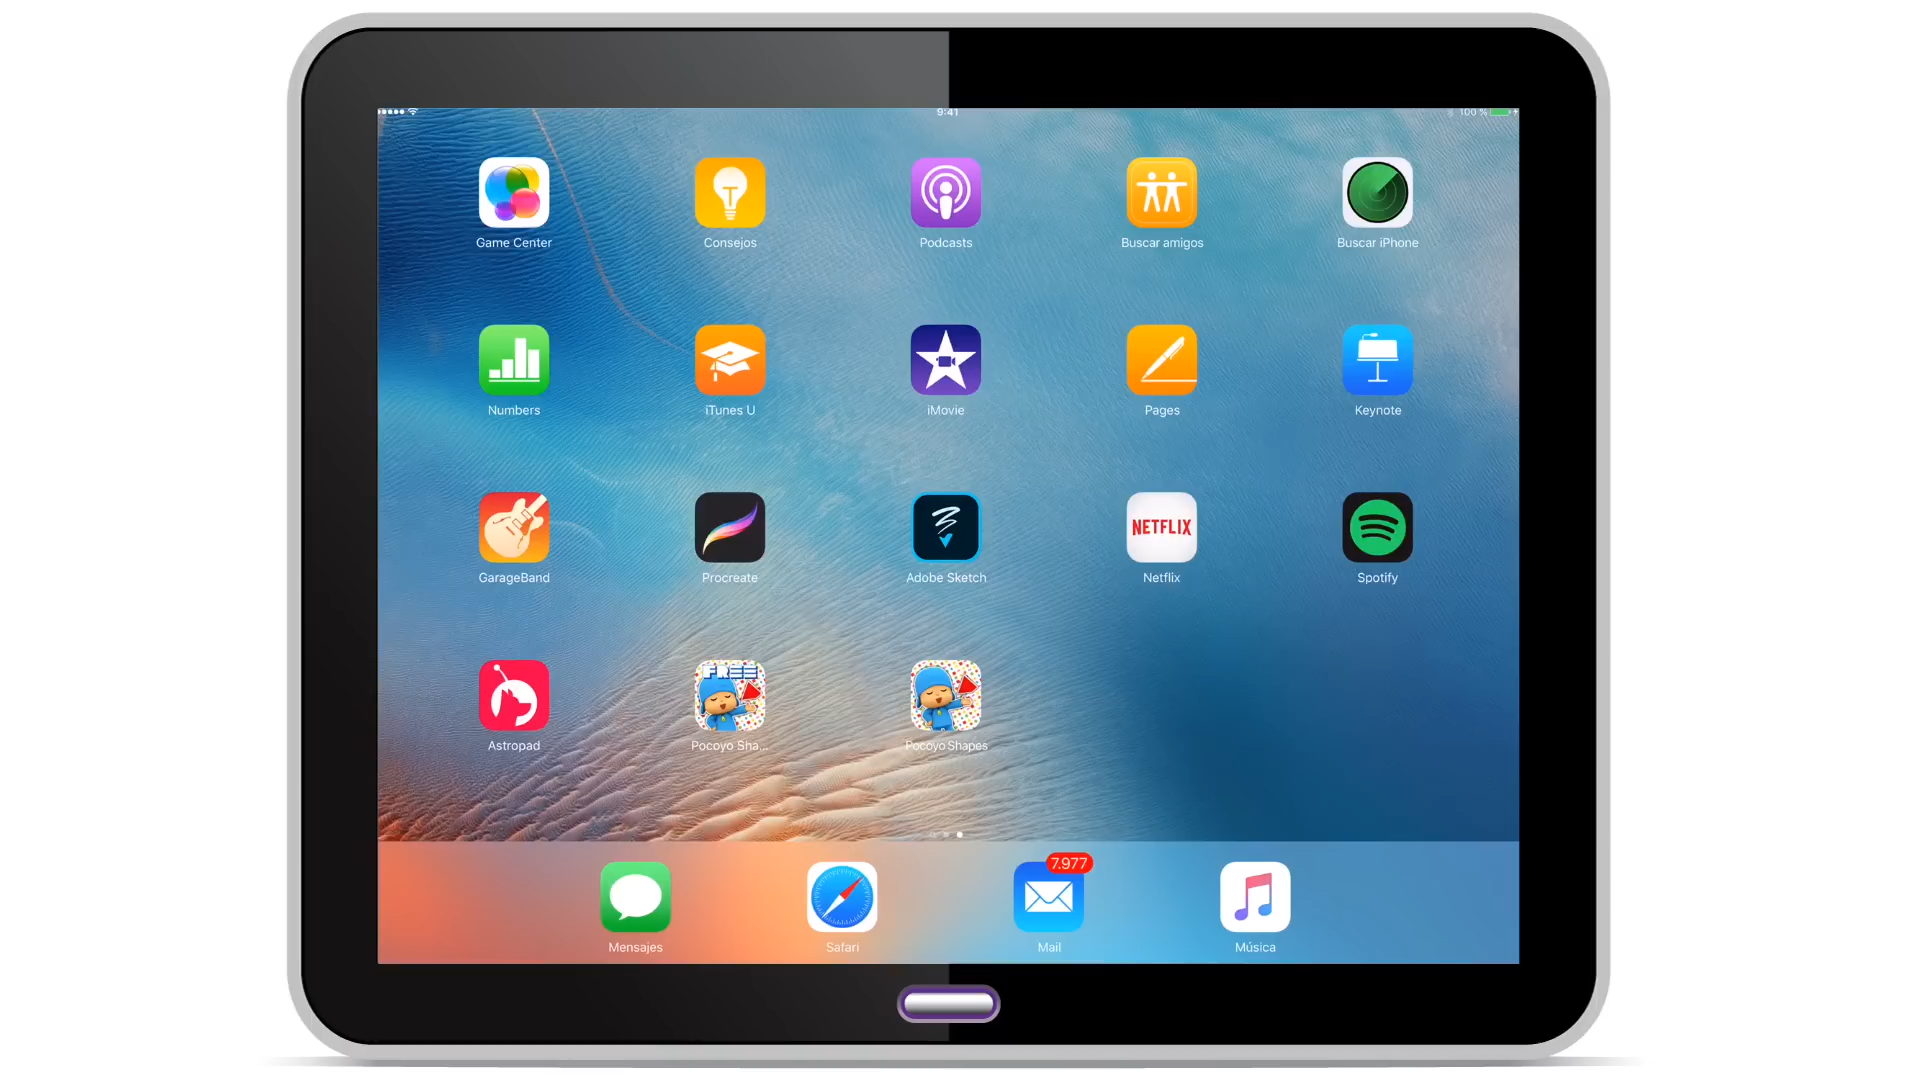 9:41
100 %
Game Center
Consejos
Podcasts
Buscar amigos
Buscar iPhone
Numbers
iTunes U
iMovie
Pages
Keynote
NETFLIX
GarageBand
Procreate
Adobe Sketch
Netflix
Spotify
FREE
Astropad
Pocoyo Sha...
Pocoyo Shapes
7.977
Mensajes
Safari
Mail
Música